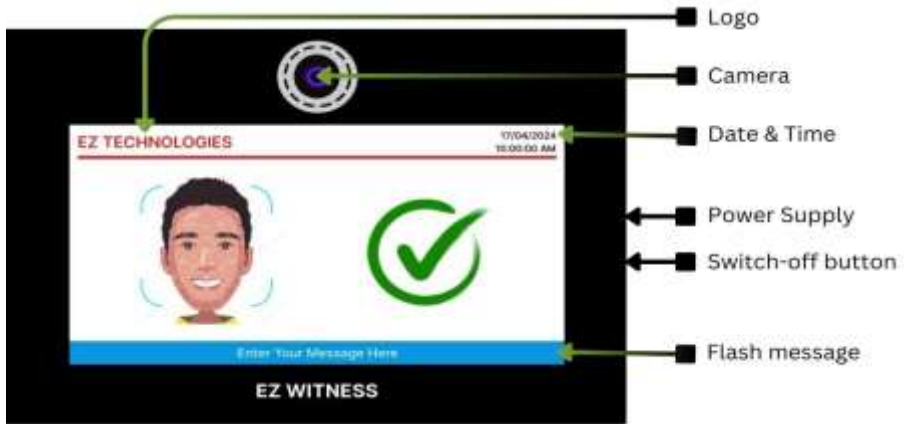 Logo
Camera
EZ TECHNOLOGIES
17/04/2024
10:00:00 AM
Date & Time
Power Supply
Switch-off button
Enter Your Message Here
Flash message
EZ WITNESS